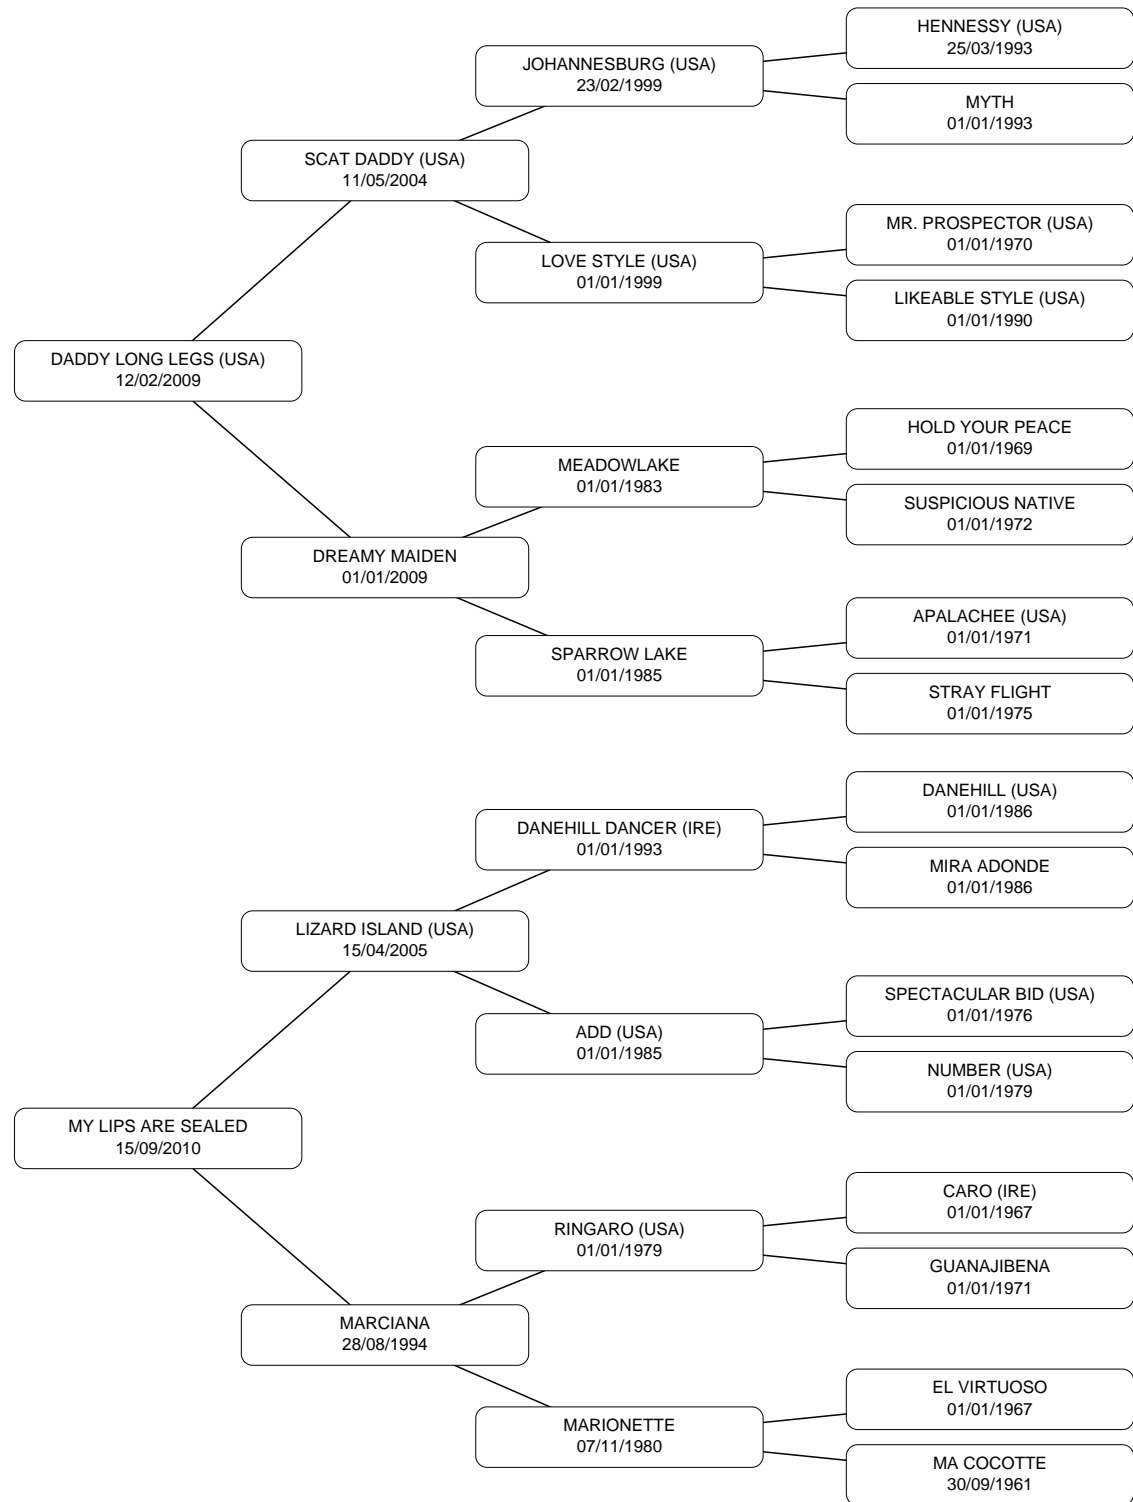 HENNESSY (USA)
25/03/1993
JOHANNESBURG (USA)
23/02/1999
MYTH
01/01/1993
SCAT DADDY (USA)
11/05/2004
MR. PROSPECTOR (USA)
01/01/1970
LOVE STYLE (USA)
01/01/1999
LIKEABLE STYLE (USA)
01/01/1990
DADDY LONG LEGS (USA)
12/02/2009
HOLD YOUR PEACE
01/01/1969
MEADOWLAKE
01/01/1983
SUSPICIOUS NATIVE
01/01/1972
DREAMY MAIDEN
01/01/2009
APALACHEE (USA)
01/01/1971
SPARROW LAKE
01/01/1985
STRAY FLIGHT
01/01/1975
DANEHILL (USA)
01/01/1986
DANEHILL DANCER (IRE)
01/01/1993
MIRA ADONDE
01/01/1986
LIZARD ISLAND (USA)
15/04/2005
SPECTACULAR BID (USA)
01/01/1976
ADD (USA)
01/01/1985
NUMBER (USA)
01/01/1979
MY LIPS ARE SEALED
15/09/2010
CARO (IRE)
01/01/1967
RINGARO (USA)
01/01/1979
GUANAJIBENA
01/01/1971
MARCIANA
28/08/1994
EL VIRTUOSO
01/01/1967
MARIONETTE
07/11/1980
MA COCOTTE
30/09/1961